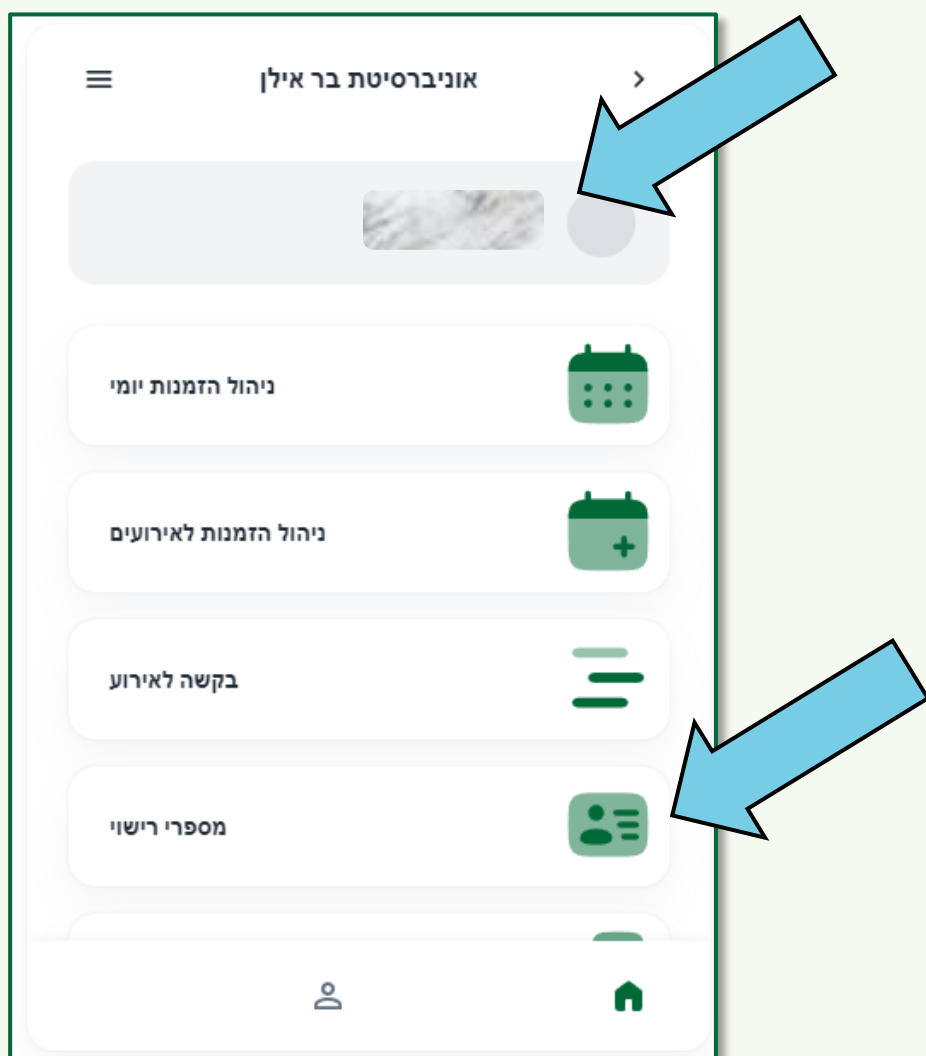 אוניברסיטת בר אילן
ניהול הזמנות יומי
ניהול הזמנות לאירועים
בקשה לאירוע
מספרי רישוי